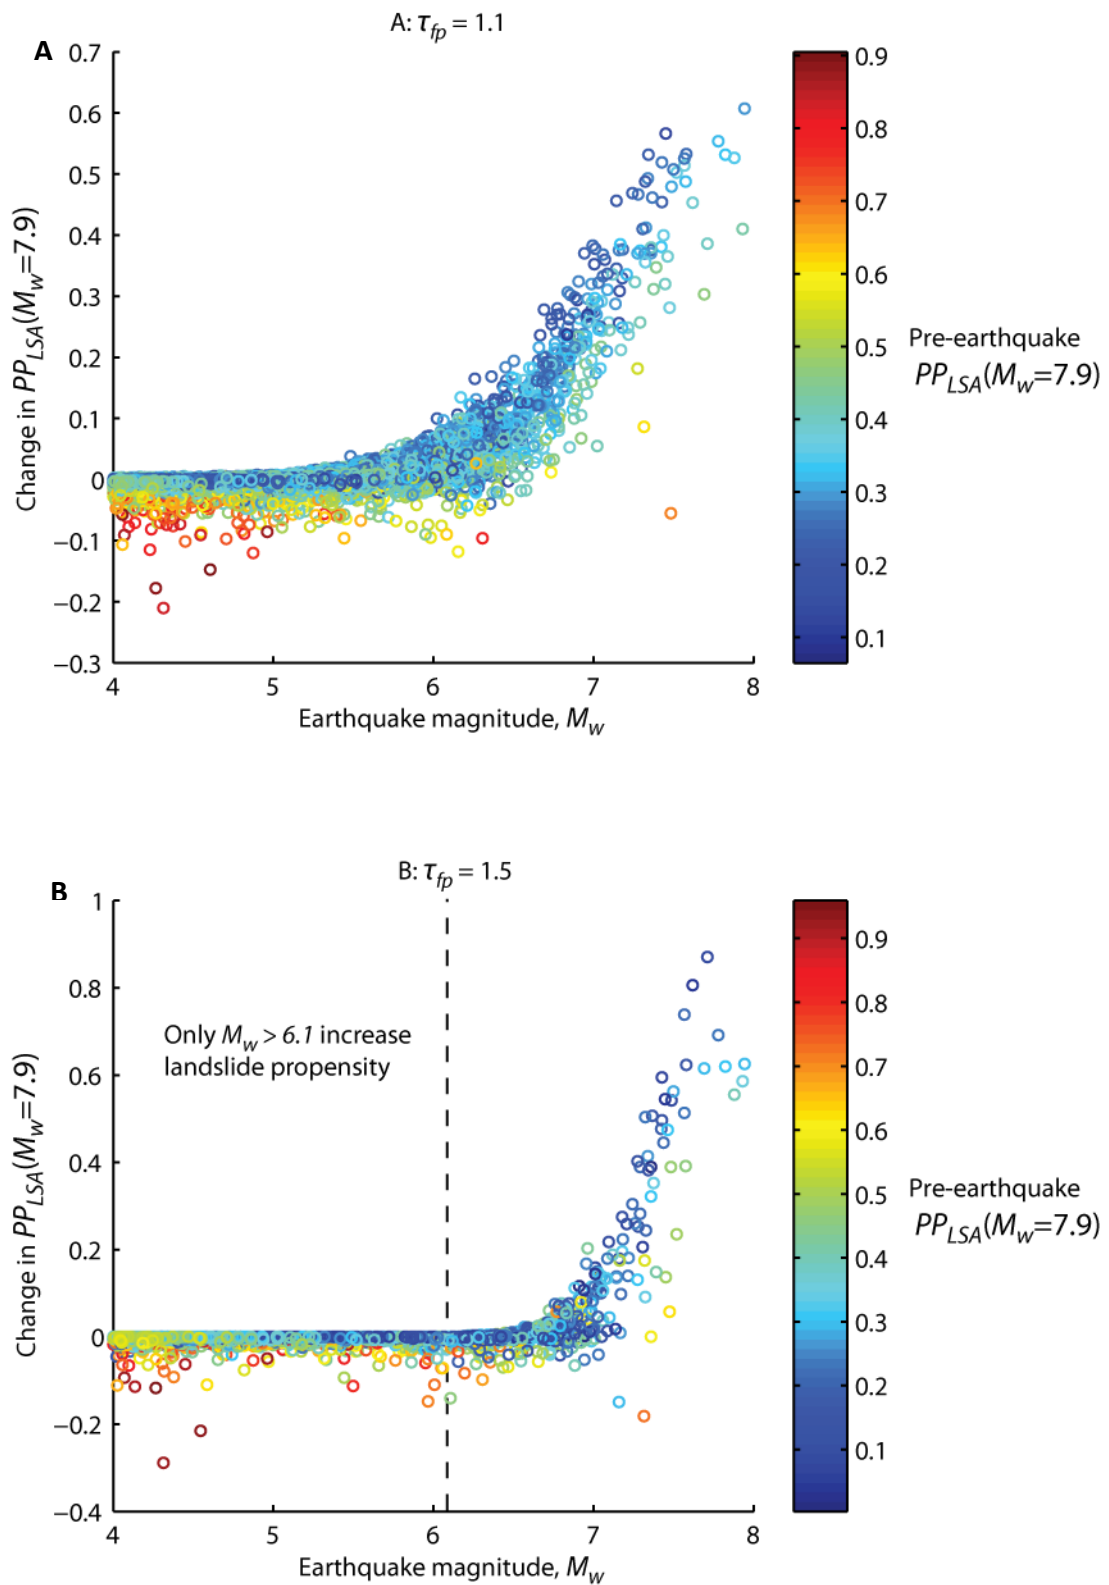 A: τfp = 1.1
A
0.7
0.6
0.5
0.4
0.3
0.2
0.1
0
−0.1
−0.2
−0.3
Change in PPLSA(Mw=7.9)
4 5 6 7 8
Earthquake magnitude, Mw
0.9
0.8
0.7
0.6
0.5
0.4
0.3
0.2
0.1
Pre-earthquake
PPLSA(Mw=7.9)
B: τfp = 1.5
B
1
0.8
0.6
0.4
0.2
0
−0.2
−0.4
Change in PPLSA(Mw=7.9)
Only Mw > 6.1 increase
landslide propensity
4 5 6 7 8
Earthquake magnitude, Mw
0.9
0.8
0.7
0.6
0.5
0.4
0.3
0.2
0.1
Pre-earthquake
PPLSA(Mw=7.9)